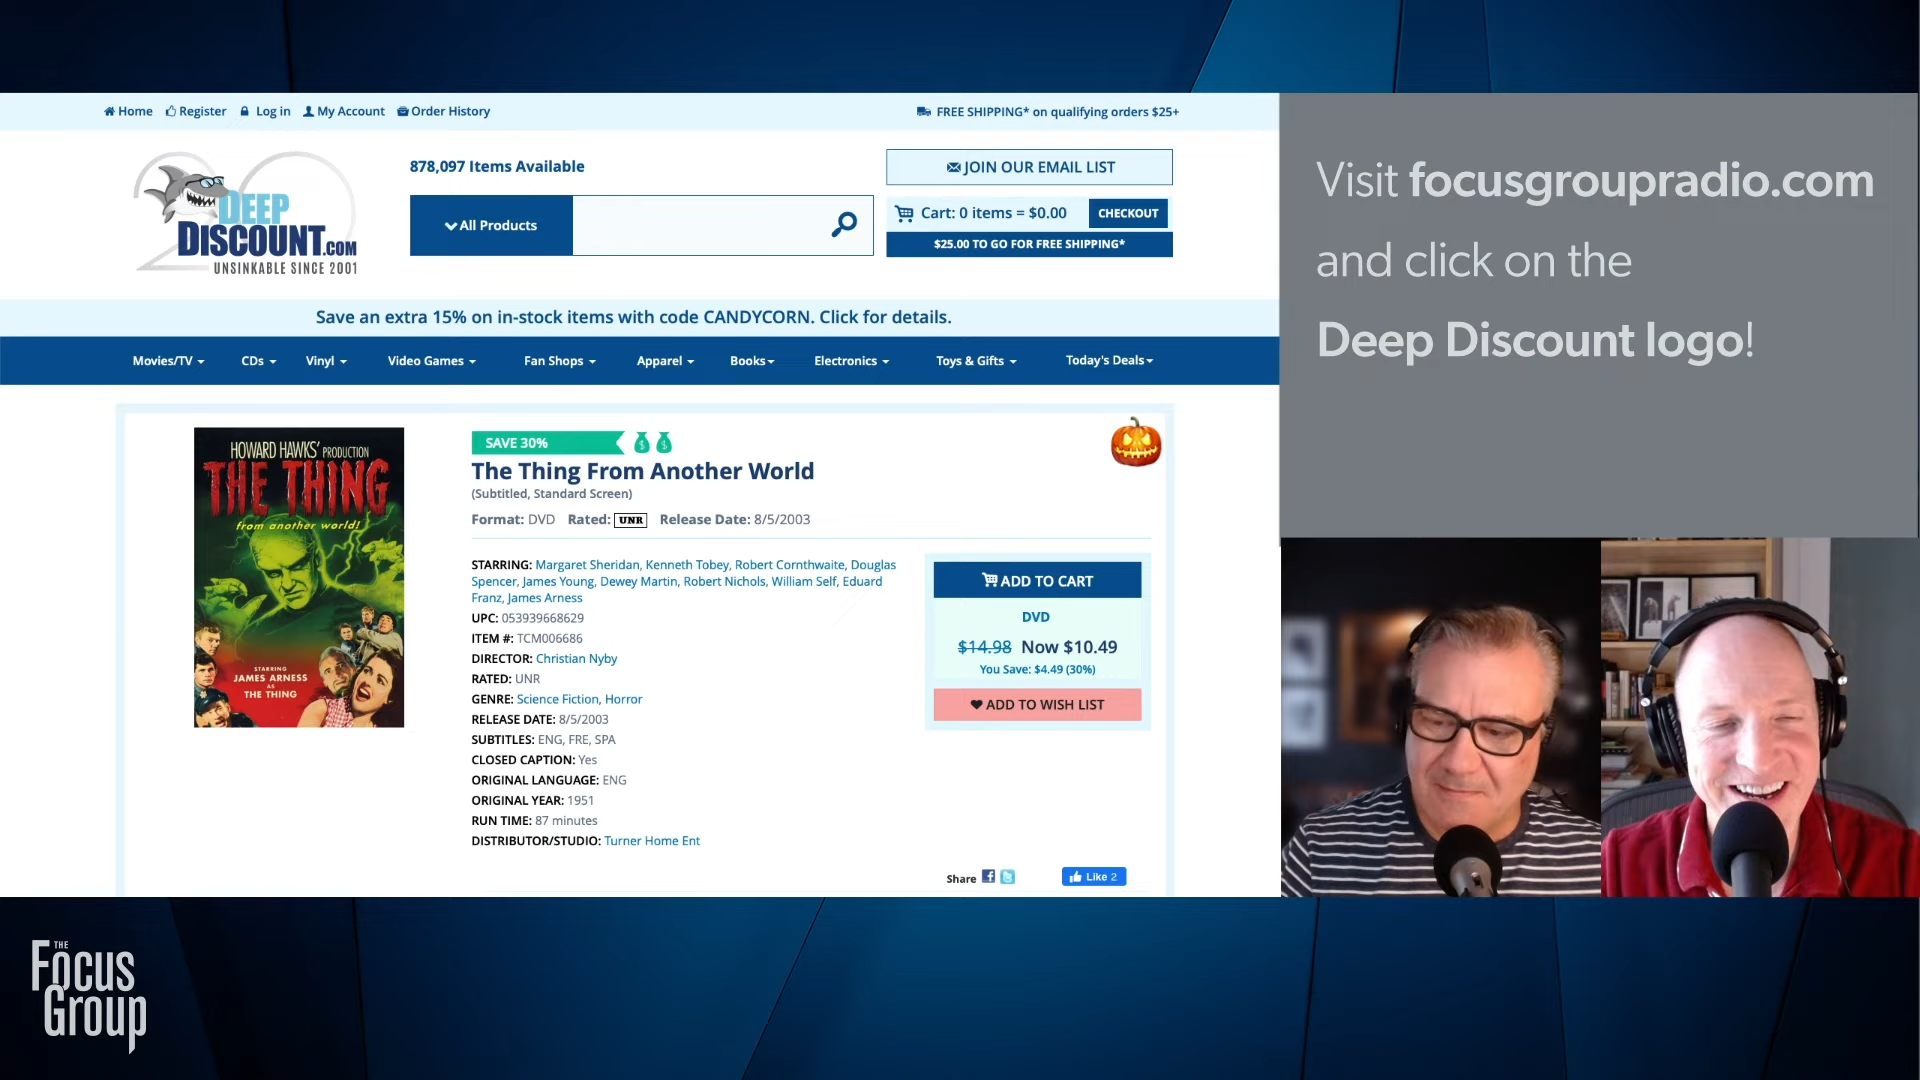 Home Register Log in My Account Order History
FREE SHIPPING* on qualifying orders $25+
20
DEEP
DISCOUNT.COM
UNSINKABLE SINCE 2001
878,097 Items Available
All Products
JOIN OUR EMAIL LIST
Cart: 0 items = $0.00 CHECKOUT
$25.00 TO GO FOR FREE SHIPPING*
Save an extra 15% on in-stock items with code CANDYCORN. Click for details.
Movies/TV CDs Vinyl Video Games Fan Shops Apparel Books Electronics Toys & Gifts Today's Deals
HOWARD HAWKS' PRODUCTION
THE THING
from another world!
STARRING
JAMES ARNESS
AS
THE THING
SAVE 30%
The Thing From Another World
(Subtitled, Standard Screen)
Format: DVD Rated: UNR Release Date: 8/5/2003
STARRING: Margaret Sheridan, Kenneth Tobey, Robert Cornthwaite, Douglas
Spencer, James Young, Dewey Martin, Robert Nichols, William Self, Eduard
Franz, James Arness
UPC: 053939668629
ITEM #: TCM006686
DIRECTOR: Christian Nyby
RATED: UNR
GENRE: Science Fiction, Horror
RELEASE DATE: 8/5/2003
SUBTITLES: ENG, FRE, SPA
CLOSED CAPTION: Yes
ORIGINAL LANGUAGE: ENG
ORIGINAL YEAR: 1951
RUN TIME: 87 minutes
DISTRIBUTOR/STUDIO: Turner Home Ent
ADD TO CART
DVD
$14.98 Now $10.49
You Save: $4.49 (30%)
ADD TO WISH LIST
Share
Like 2
Visit focusgroupradio.com
and click on the
Deep Discount logo!
THE
Focus
Group